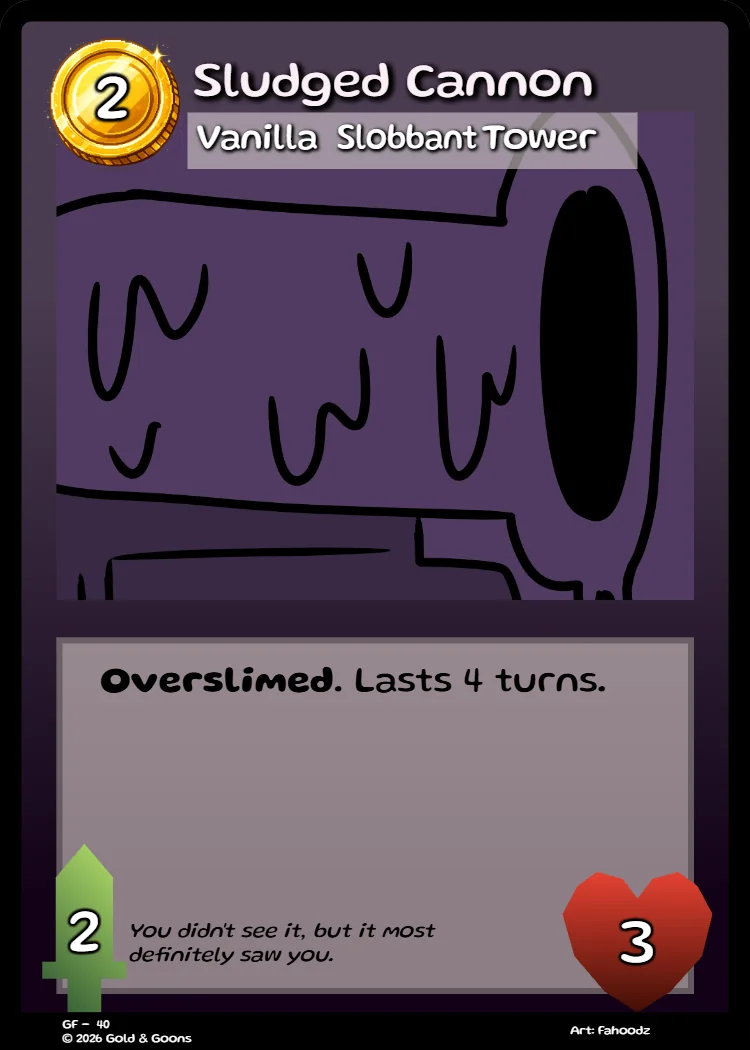 2
Sludged Cannon
Vanilla Slobbant Tower
Overslimed. Lasts 4 turns.
2
You didn't see it, but it most
definitely saw you.
3
GF - 40
© 2026 Gold & Goons
Art: Fahoodz